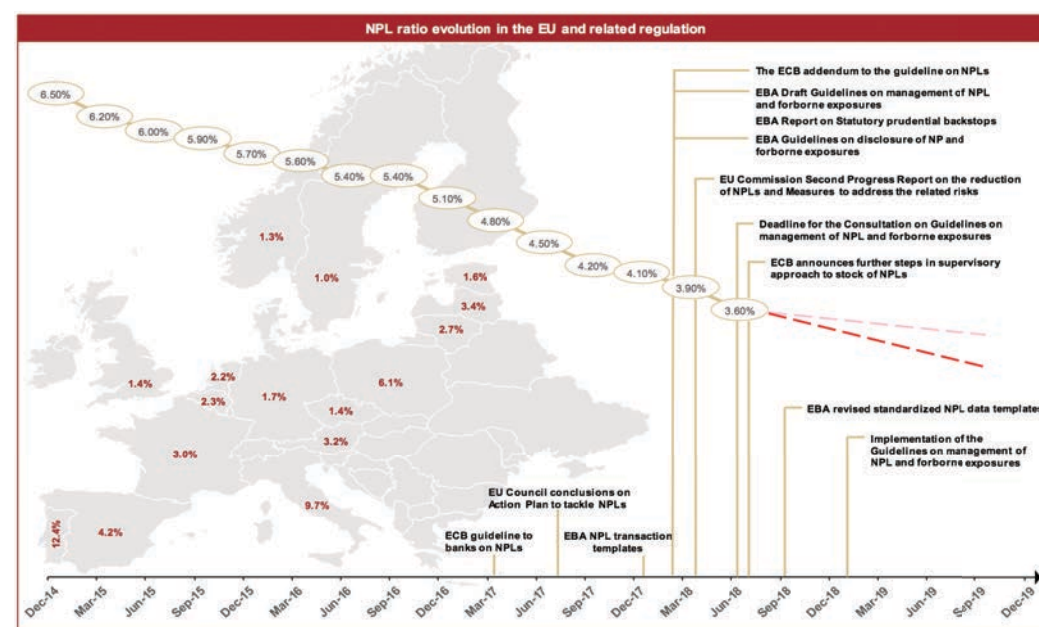 NPL ratio evolution in the EU and related regulation
6.50%
6.20%
6.00%
5.90%
5.70%
5.60%
5.40%
5.40%
5.10%
4.80%
4.50%
4.20%
4.10%
3.90%
3.60%
The ECB addendum to the guideline on NPLs
EBA Draft Guidelines on management of NPL
and forborne exposures
EBA Report on Statutory prudential backstops
EBA Guidelines on disclosure of NP and
forborne exposures
EU Commission Second Progress Report on the reduction
of NPLs and Measures to address the related risks
Deadline for the Consultation on Guidelines on
management of NPL and forborne exposures
ECB announces further steps in supervisory
approach to stock of NPLs
1.3%
1.0%
1.6%
3.4%
2.7%
1.4%
2.2%
2.3%
1.7%
6.1%
1.4%
3.2%
3.0%
9.7%
4.2%
12.4%
EBA revised standardized NPL data templates
Implementation of the
Guidelines on management of
NPL and forborne exposures
EU Council conclusions on
Action Plan to tackle NPLs
ECB guideline to
banks on NPLs
EBA NPL transaction
templates
Dec-14
Mar-15
Jun-15
Sep-15
Dec-15
Mar-16
Jun-16
Sep-16
Dec-16
Mar-17
Jun-17
Sep-17
Dec-17
Mar-18
Jun-18
Sep-18
Dec-18
Mar-19
Jun-19
Sep-19
Dec-19